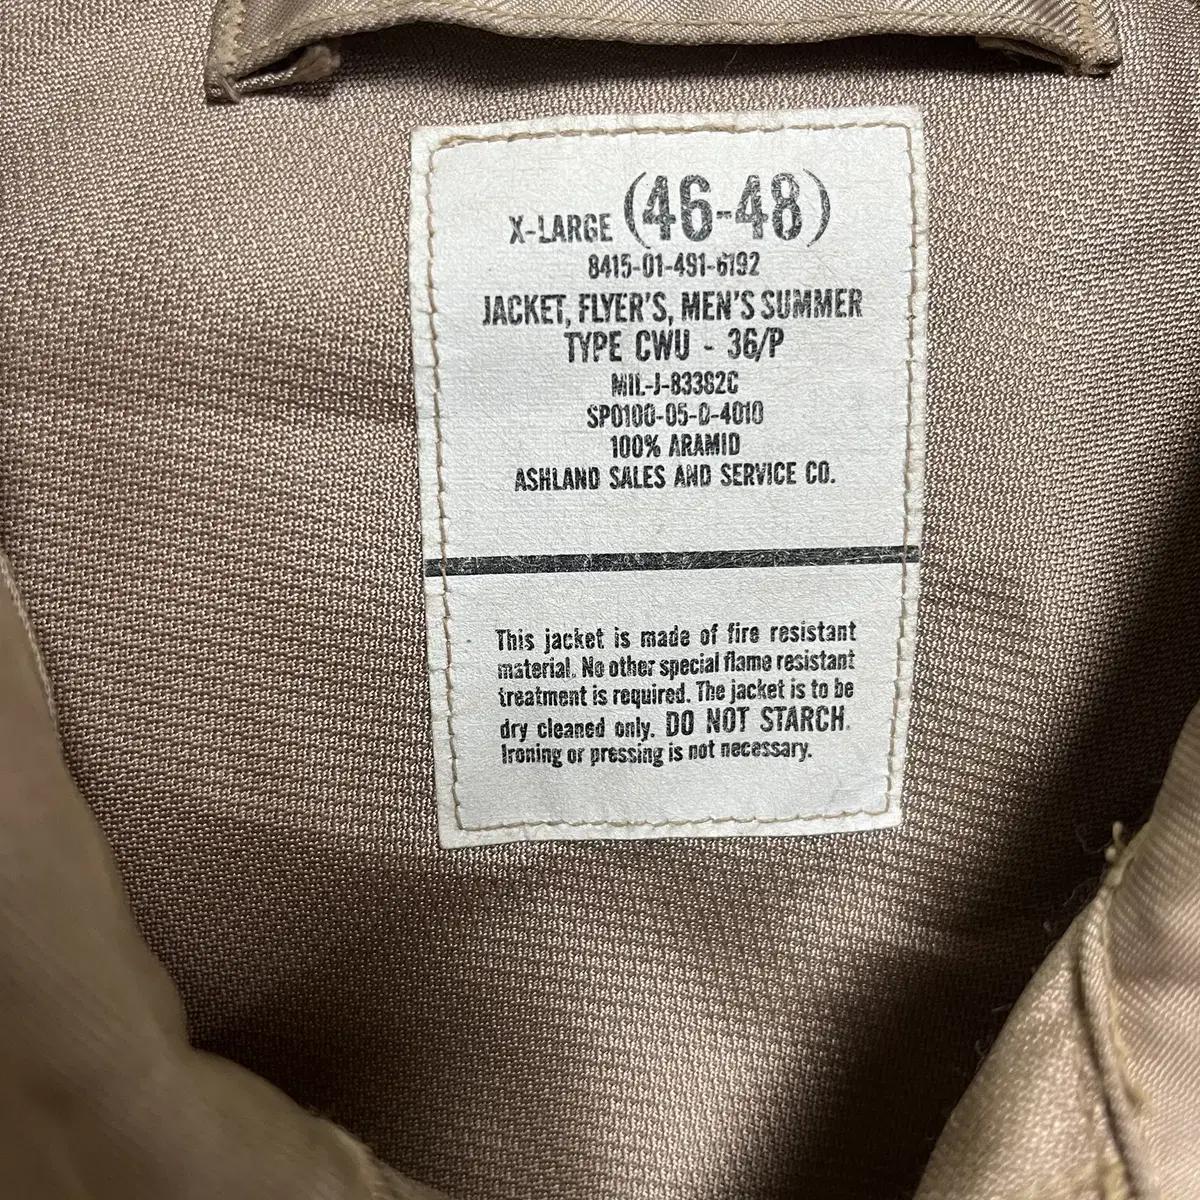 X-LARGE (46-48)
8415-01-491-6192
JACKET, FLYER'S, MEN'S SUMMER
TYPE CWU - 36/P
MIL-J-83382C
SP0100-05-D-4010
100% ARAMID
ASHLAND SALES AND SERVICE CO.
This jacket is made of fire resistant
material. No other special flame resistant
treatment is required. The jacket is to be
dry cleaned only. DO NOT STARCH.
Ironing or pressing is not necessary.